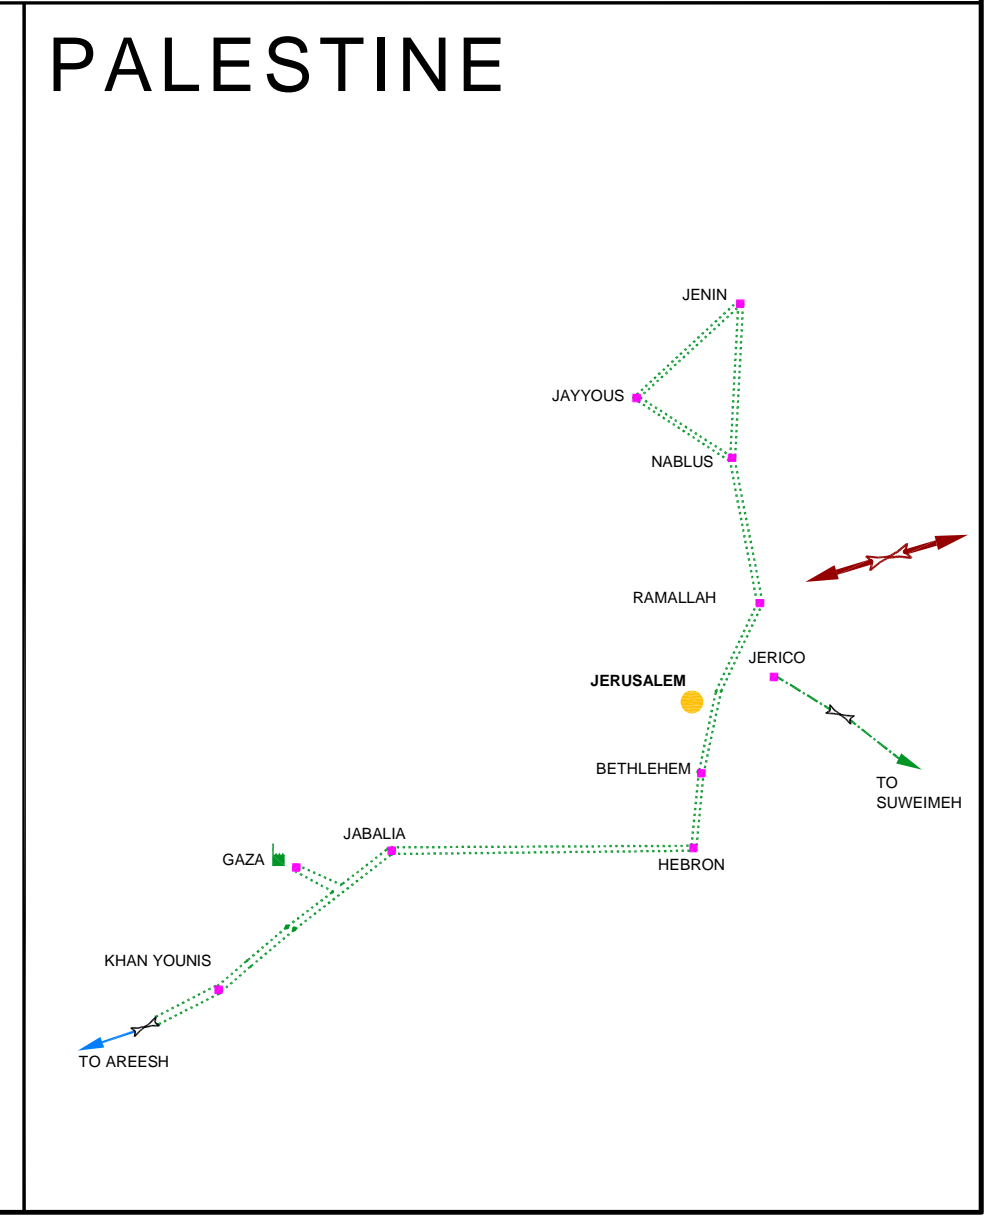 PALESTINE
JENIN
JAYYOUS
NABLUS
RAMALLAH
JERICO
JERUSALEM
BETHLEHEM
TO
SUWEIMEH
JABALIA
GAZA
HEBRON
KHAN YOUNIS
TO AREESH